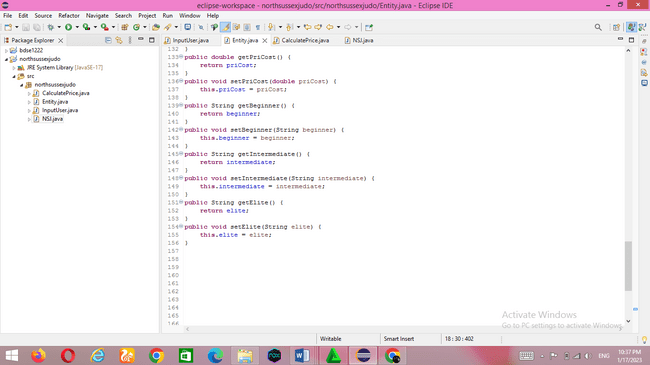 eclipse-workspace - northsussexjudo/src/northsussexjudo/Entity.java - Eclipse IDE
File Edit Source Refactor Navigate Search Project Run Window Help
Package Explorer
bdse1222
northsussexjudo
JRE System Library [JavaSE-17]
src
northsussexjudo
CalculatePrice.java
Entity.java
InputUser.java
NSJ.java
InputUser.java Entity.java CalculatePrice.java NSJ.java
132 }
133 public double getPriCost() {
134 return priCost;
135 }
136 public void setPriCost(double priCost) {
137 this.priCost = priCost;
138 }
139 public String getBeginner() {
140 return beginner;
141 }
142 public void setBeginner(String beginner) {
143 this.beginner = beginner;
144 }
145 public String getIntermediate() {
146 return intermediate;
147 }
148 public void setIntermediate(String intermediate) {
149 this.intermediate = intermediate;
150 }
151 public String getElite() {
152 return elite;
153 }
154 public void setElite(String elite) {
155 this.elite = elite;
156 }
157
158
159
160
161
162
163
164
165
166
Activate Windows
Go to PC settings to activate Windows.
Writable Smart Insert 18 : 30 : 402
ENG
10:37 PM
1/17/2023